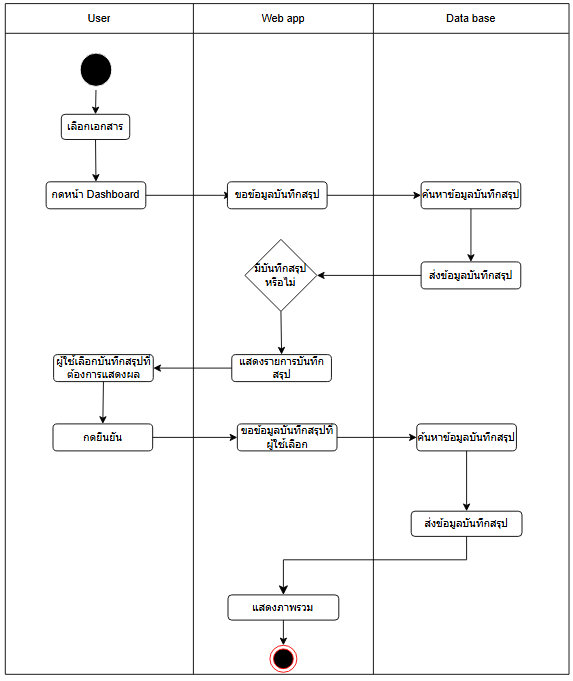 User
Web app
Data base
เลือกเอกสาร
กดหน้า Dashboard
ขอข้อมูลบันทึกสรุป
ค้นหาข้อมูลบันทึกสรุป
ส่งข้อมูลบันทึกสรุป
มีบันทึกสรุป
หรือไม่
แสดงรายการบันทึก
สรุป
ผู้ใช้เลือกบันทึกสรุปที่
ต้องการแสดงผล
กดยืนยัน
ขอข้อมูลบันทึกสรุปที่
ผู้ใช้เลือก
ค้นหาข้อมูลบันทึกสรุป
ส่งข้อมูลบันทึกสรุป
แสดงภาพรวม